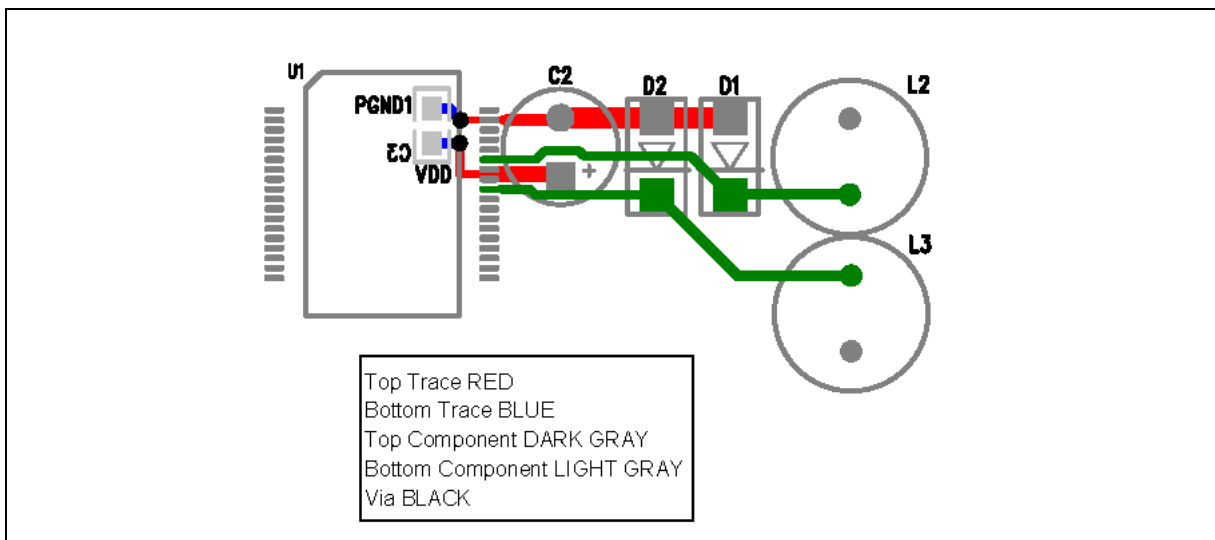 U1
C2
D2
D1
L2
PGND1
C3
VDD
+
L3
Top Trace RED
Bottom Trace BLUE
Top Component DARK GRAY
Bottom Component LIGHT GRAY
Via BLACK